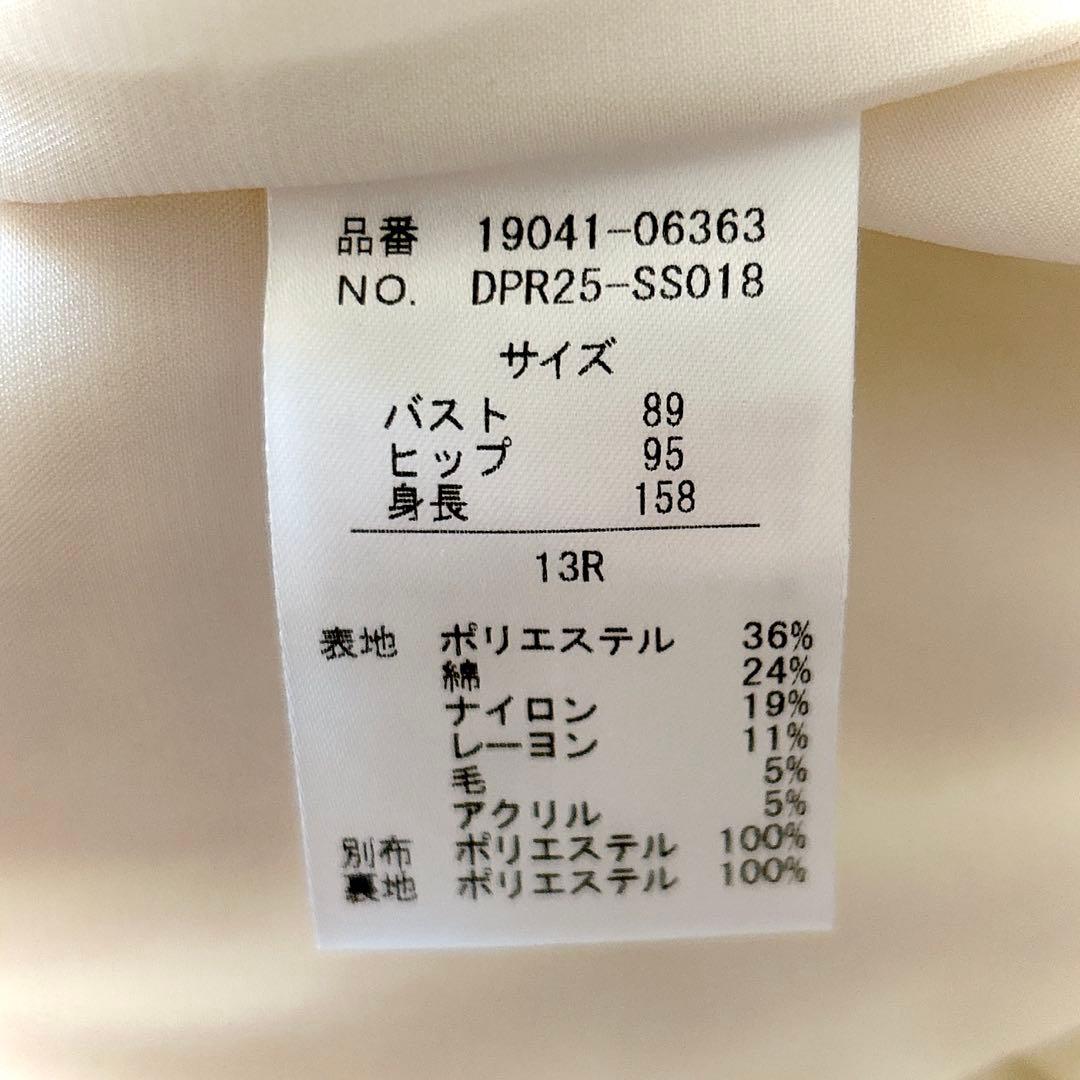 品番 19041-06363
NO. DPR25-SS018
サイズ
バスト 89
ヒップ 95
身長 158
13R
表地 ポリエステル 36%
綿 24%
ナイロン 19%
レーヨン 11%
毛 5%
アクリル 5%
別布 ポリエステル 100%
裏地 ポリエステル 100%